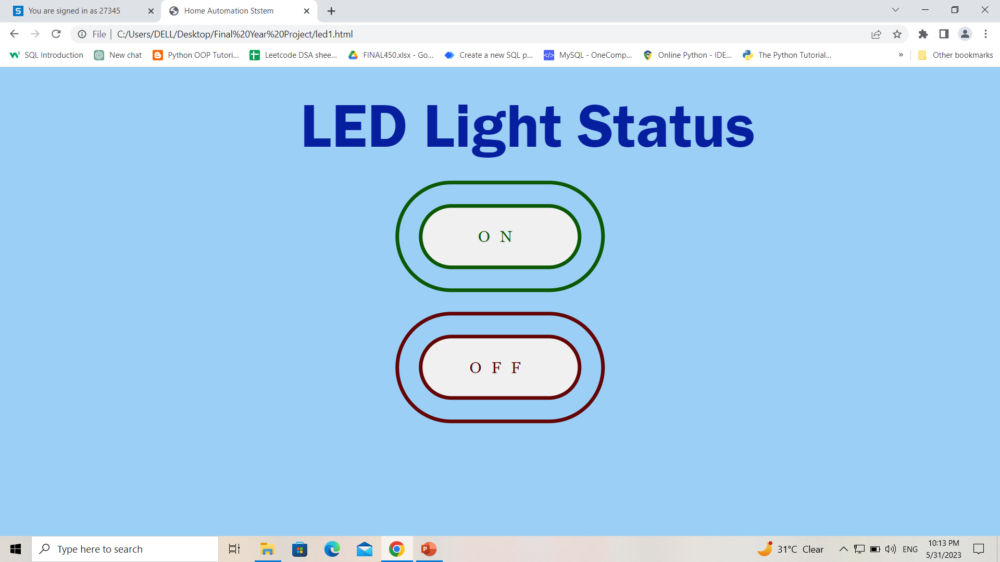 S You are signed in as 27345
Home Automation Ststem
File | C:/Users/DELL/Desktop/Final%20Year%20Project/led1.html
SQL Introduction
New chat
Python OOP Tutori...
Leetcode DSA shee...
FINAL450.xlsx - Go...
Create a new SQL p...
MySQL - OneComp...
Online Python - IDE...
The Python Tutorial...
»
Other bookmarks
LED Light Status
O N
O F F
Type here to search
31°C Clear
ENG
10:13 PM
5/31/2023